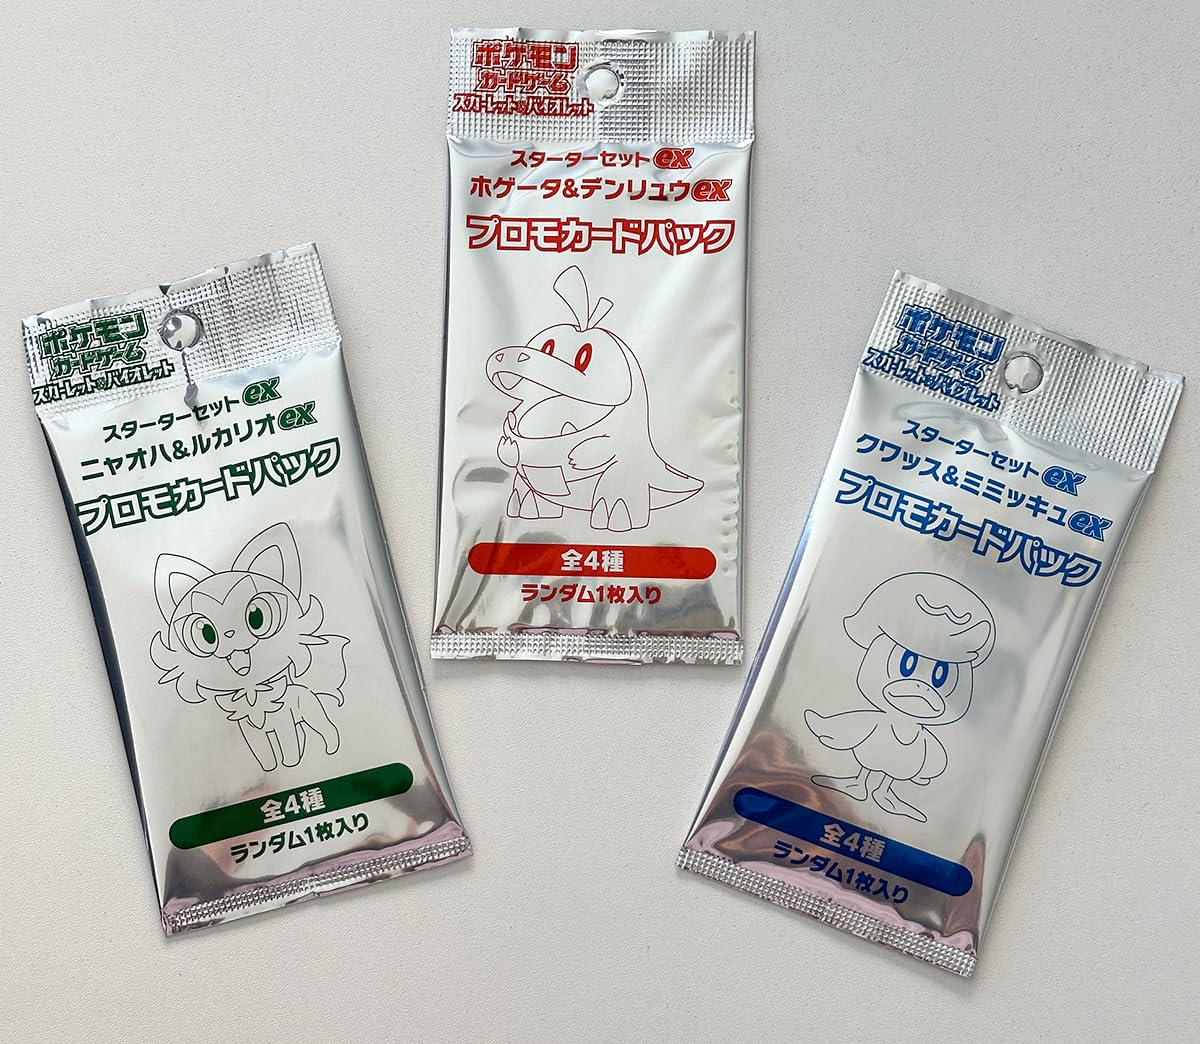 ポケモン
カードゲーム
スカーレット&バイオレット
スターターセットex
ニャオハ&ルカリオex
プロモカードパック
全4種
ランダム1枚入り
ポケモン
カードゲーム
スカーレット&バイオレット
スターターセットex
ホゲータ&デンリュウex
プロモカードパック
全4種
ランダム1枚入り
ポケモン
カードゲーム
スカーレット&バイオレット
スターターセットex
クワッス&ミミッキュex
プロモカードパック
全4種
ランダム1枚入り